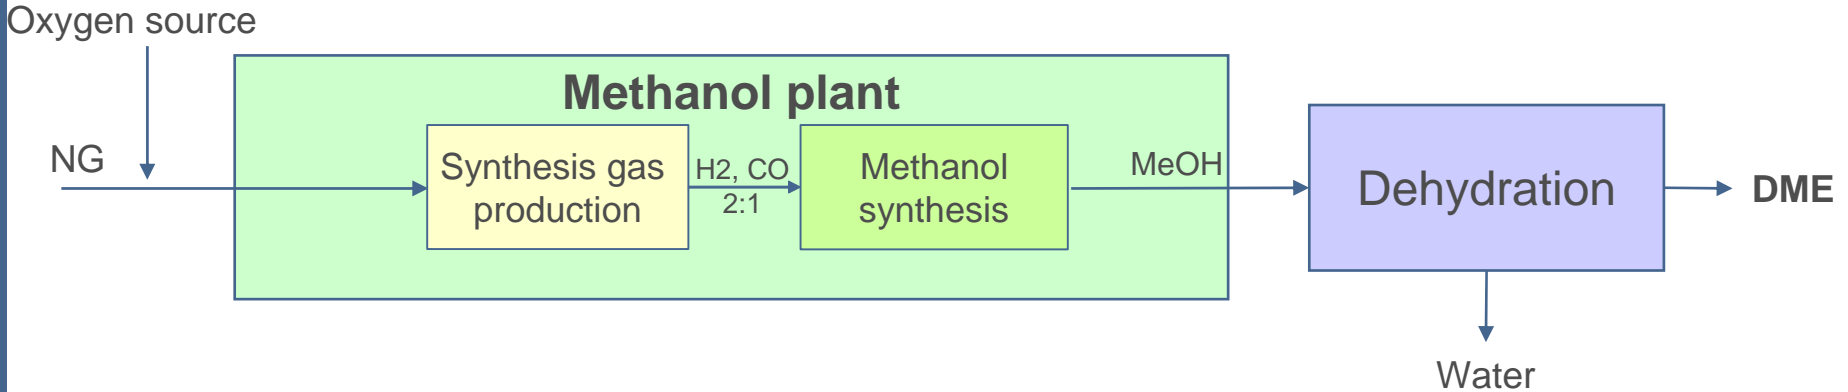 Oxygen source
Methanol plant
NG
Synthesis gas
production
H2, CO
2:1
Methanol
synthesis
MeOH
Dehydration
DME
Water